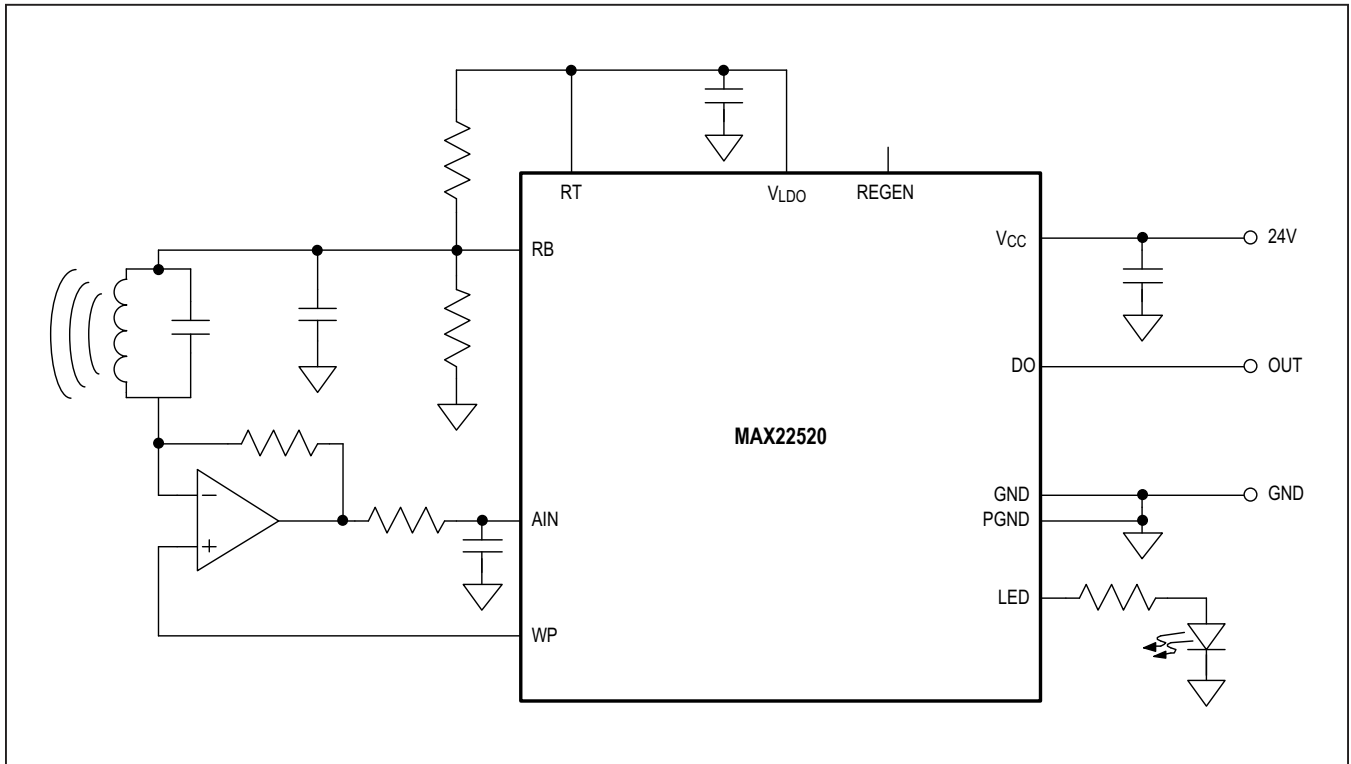 RT
VLDO
REGEN
RB
VCC
24V
DO
OUT
MAX22520
GND
GND
AIN
PGND
LED
WP
−
+